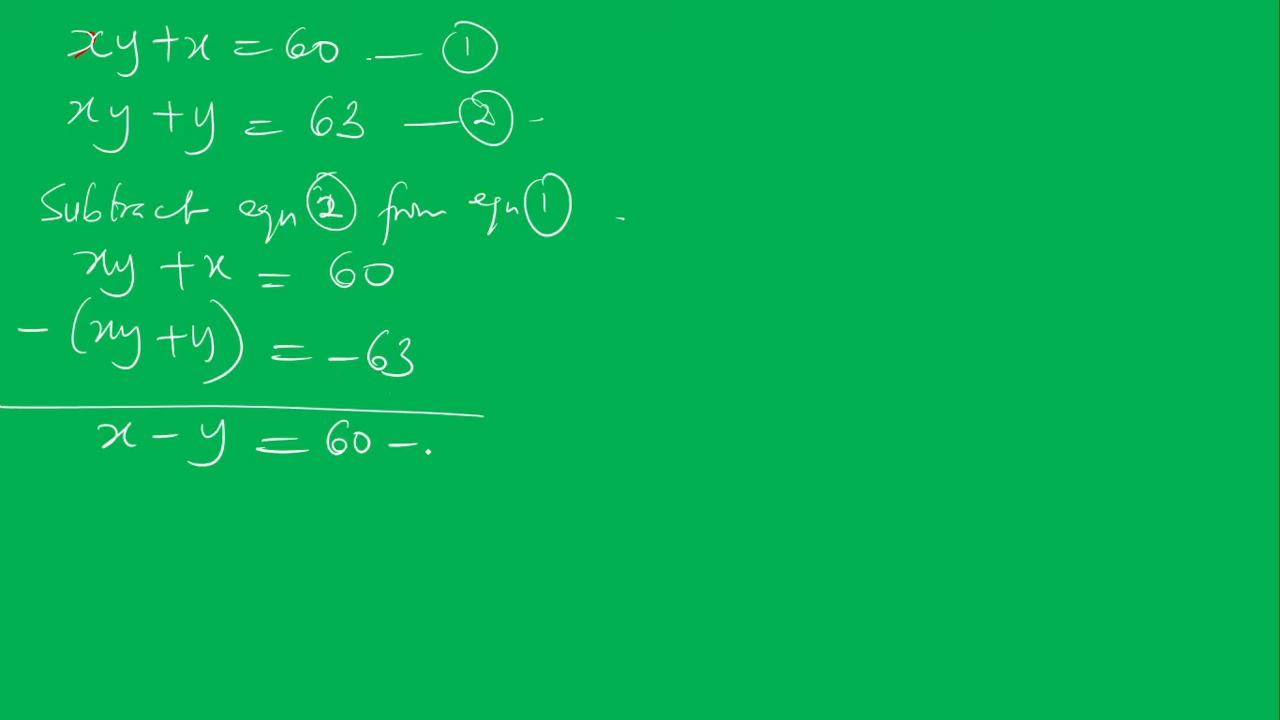 xy + x = 60 — ①
xy + y = 63 — ②
Subtract eqn ② from eqn ①.
xy + x = 60
- (xy + y) = - 63
x - y = 60 -